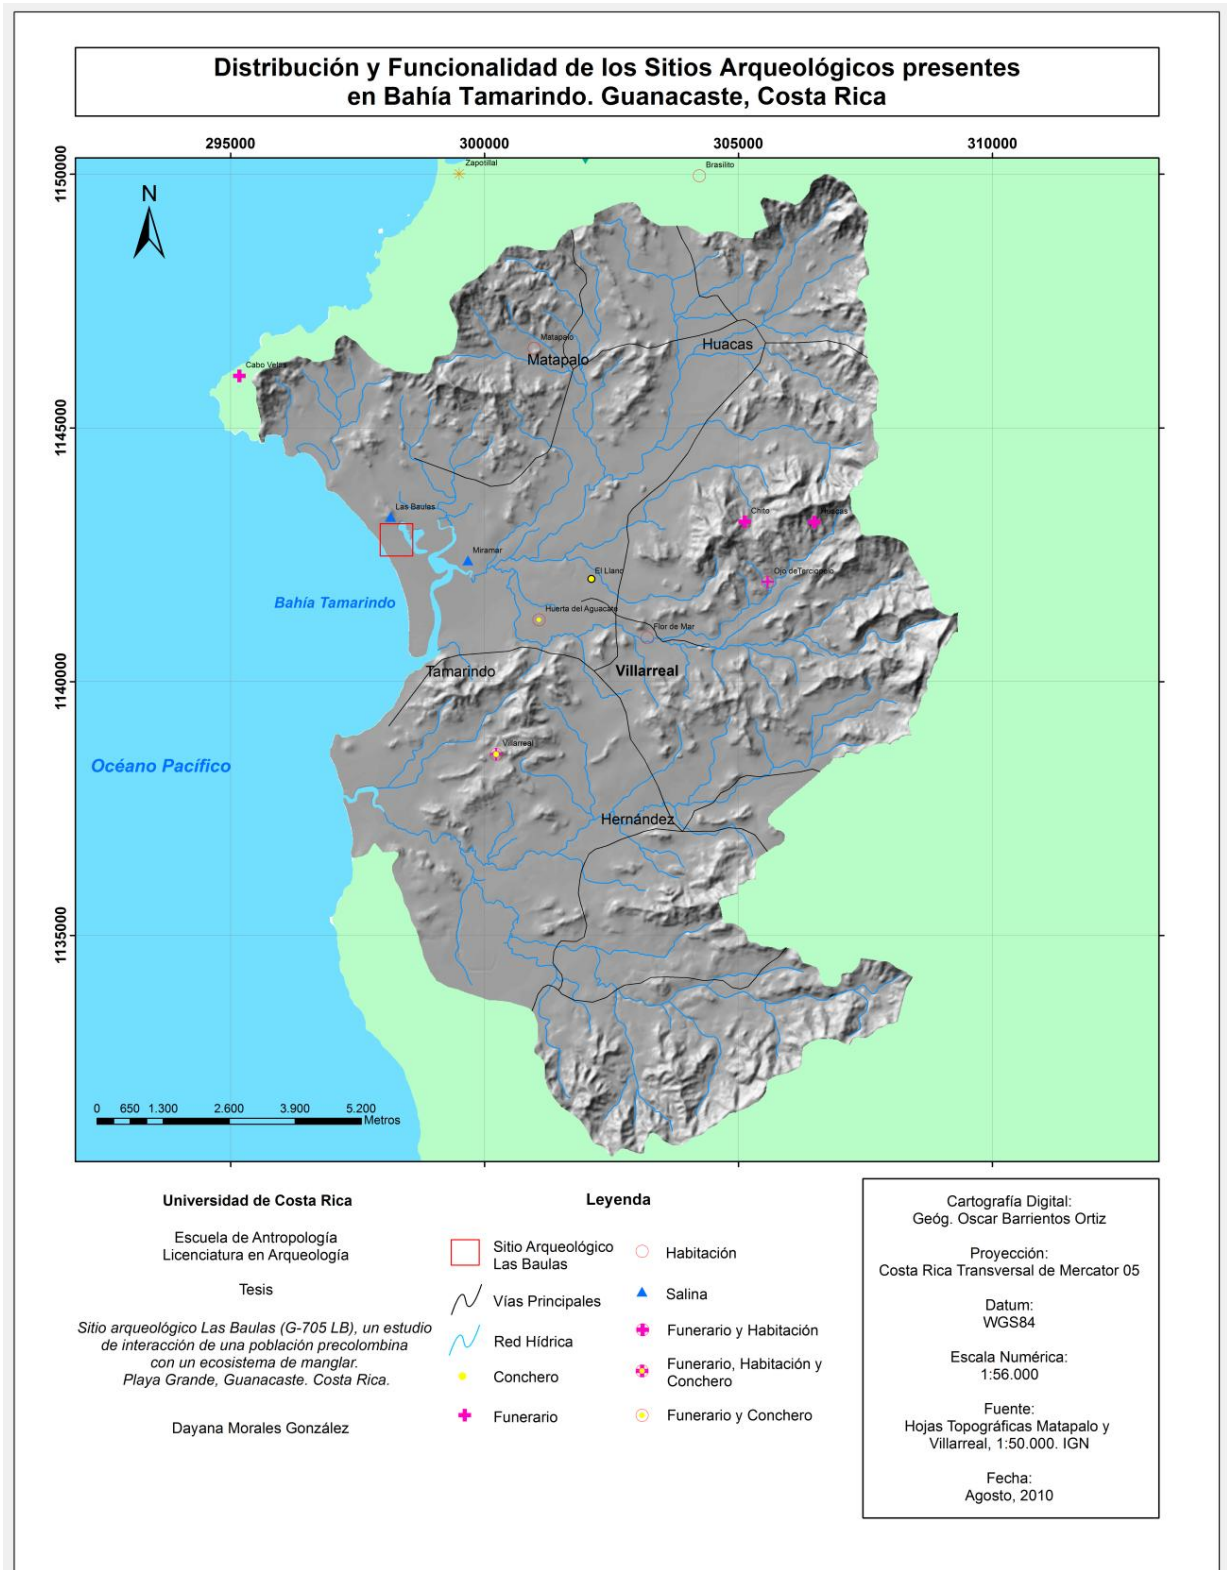 Distribución y Funcionalidad de los Sitios Arqueológicos presentes
en Bahía Tamarindo. Guanacaste, Costa Rica
295000
300000
305000
310000
1150000
1145000
1140000
1135000
N
Zapotillal
Brasilito
Matapalo
Matapalo
Huacas
Cabo Velas
Las Baulas
Miramar
Chito
Huacas
El Llano
Ojo deTerciopelo
Bahía Tamarindo
Huerta del Aguacate
Flor de Mar
Tamarindo
Villarreal
Villarreal
Océano Pacífico
Hernández
0 650 1.300 2.600 3.900 5.200
Metros
Universidad de Costa Rica
Escuela de Antropología
Licenciatura en Arqueología
Tesis
Sitio arqueológico Las Baulas (G-705 LB), un estudio
de interacción de una población precolombina
con un ecosistema de manglar.
Playa Grande, Guanacaste. Costa Rica.
Dayana Morales González
Leyenda
Sitio Arqueológico
Las Baulas
Vías Principales
Red Hídrica
Conchero
Funerario
Habitación
Salina
Funerario y Habitación
Funerario, Habitación y
Conchero
Funerario y Conchero
Cartografía Digital:
Geóg. Oscar Barrientos Ortiz
Proyección:
Costa Rica Transversal de Mercator 05
Datum:
WGS84
Escala Numérica:
1:56.000
Fuente:
Hojas Topográficas Matapalo y
Villarreal, 1:50.000. IGN
Fecha:
Agosto, 2010